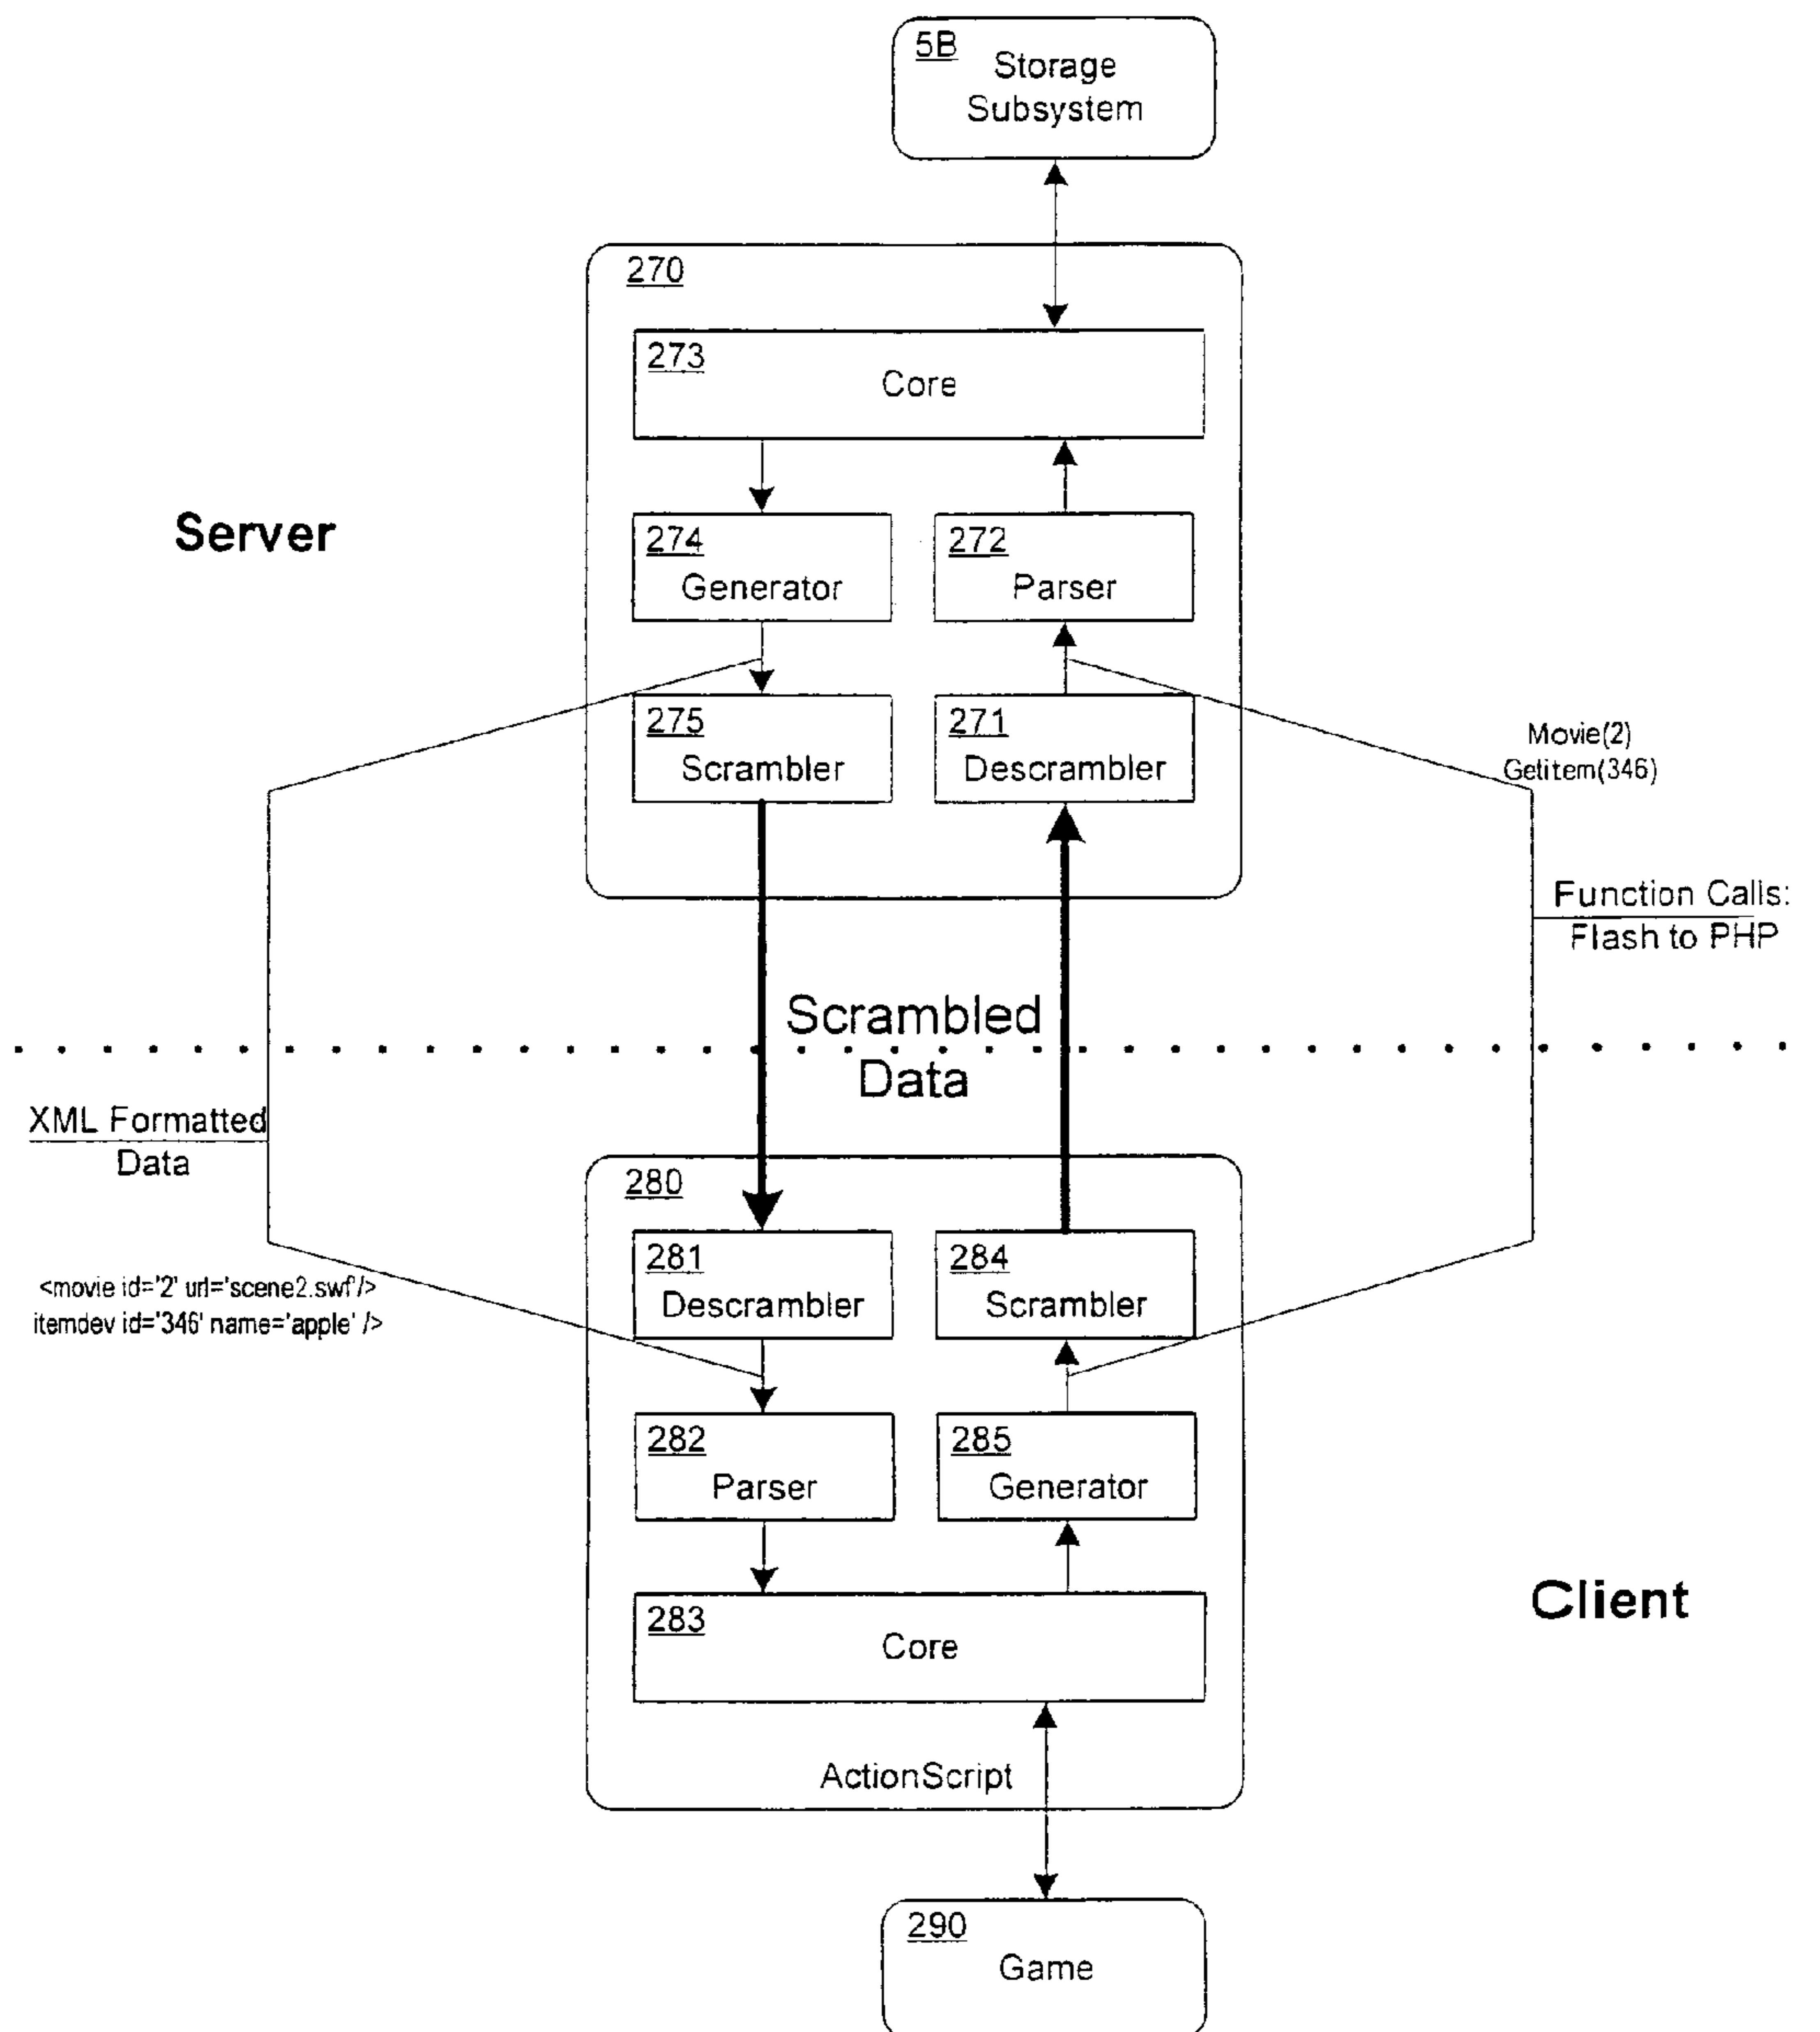 5B
Storage
Subsystem
270
273
Core
Server
274
Generator
272
Parser
275
Scrambler
271
Descrambler
Movie(2)
Getitem(346)
Function Calls:
Flash to PHP
Scrambled
Data
XML Formatted
Data
280
281
Descrambler
284
Scrambler
<movie id='2' url='scene2.swf'/>
itemdev id='346' name='apple' />
282
Parser
285
Generator
283
Core
Client
ActionScript
290
Game